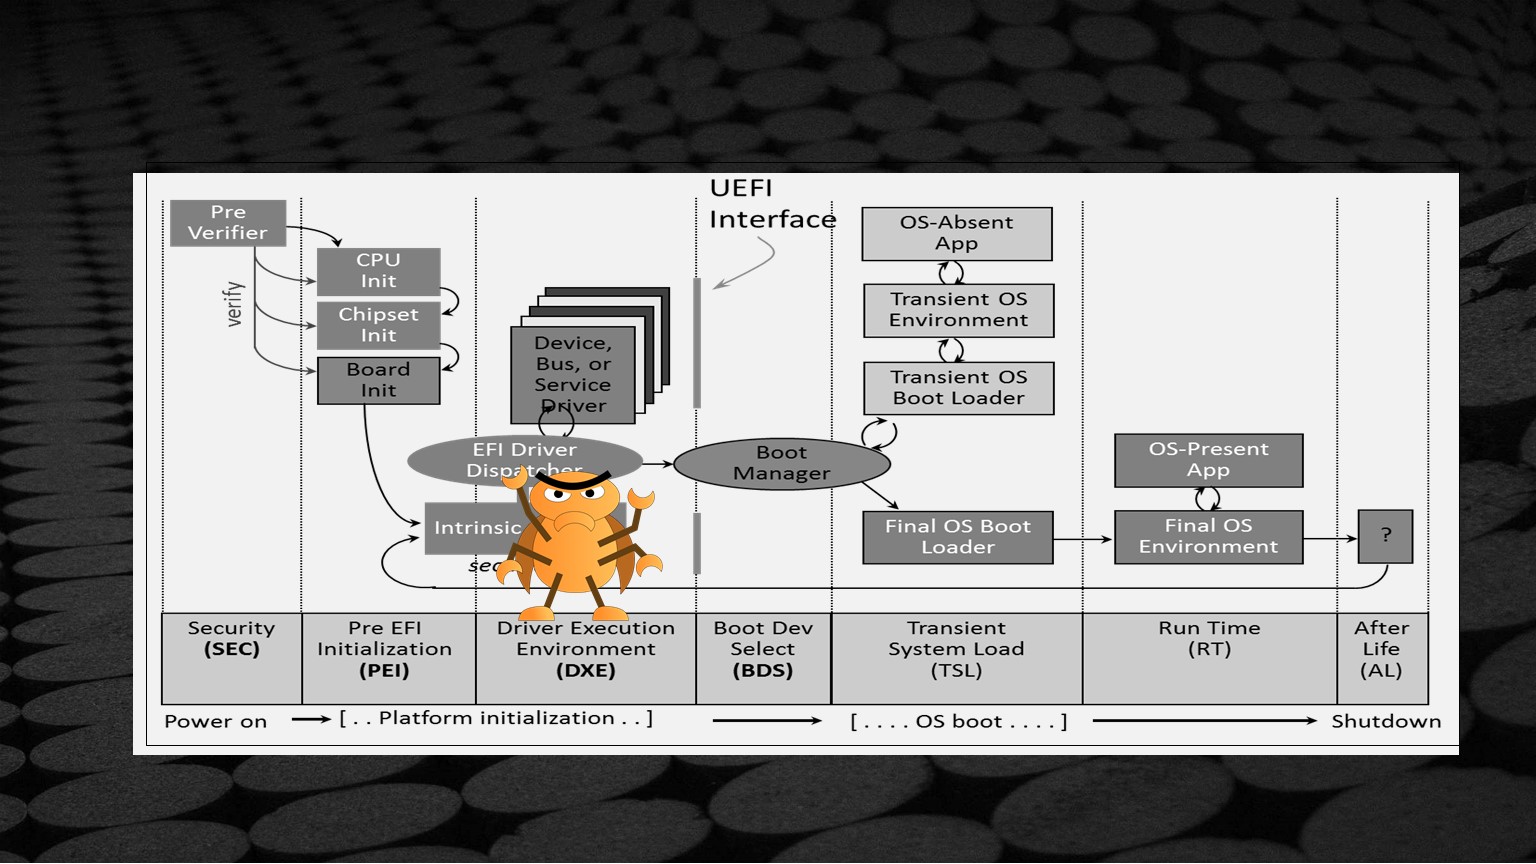 UEFI
Interface
Pre
Verifier
verify
CPU
Init
Chipset
Init
Board
Init
Device,
Bus, or
Service
Driver
EFI Driver
Dispatcher
Intrinsic
Boot
Manager
OS-Absent
App
Transient OS
Environment
Transient OS
Boot Loader
Final OS Boot
Loader
OS-Present
App
Final OS
Environment
?
Security
(SEC)
Pre EFI
Initialization
(PEI)
Driver Execution
Environment
(DXE)
Boot Dev
Select
(BDS)
Transient
System Load
(TSL)
Run Time
(RT)
After
Life
(AL)
Power on
[ . . Platform initialization . . ]
[ . . . . OS boot . . . . ]
Shutdown